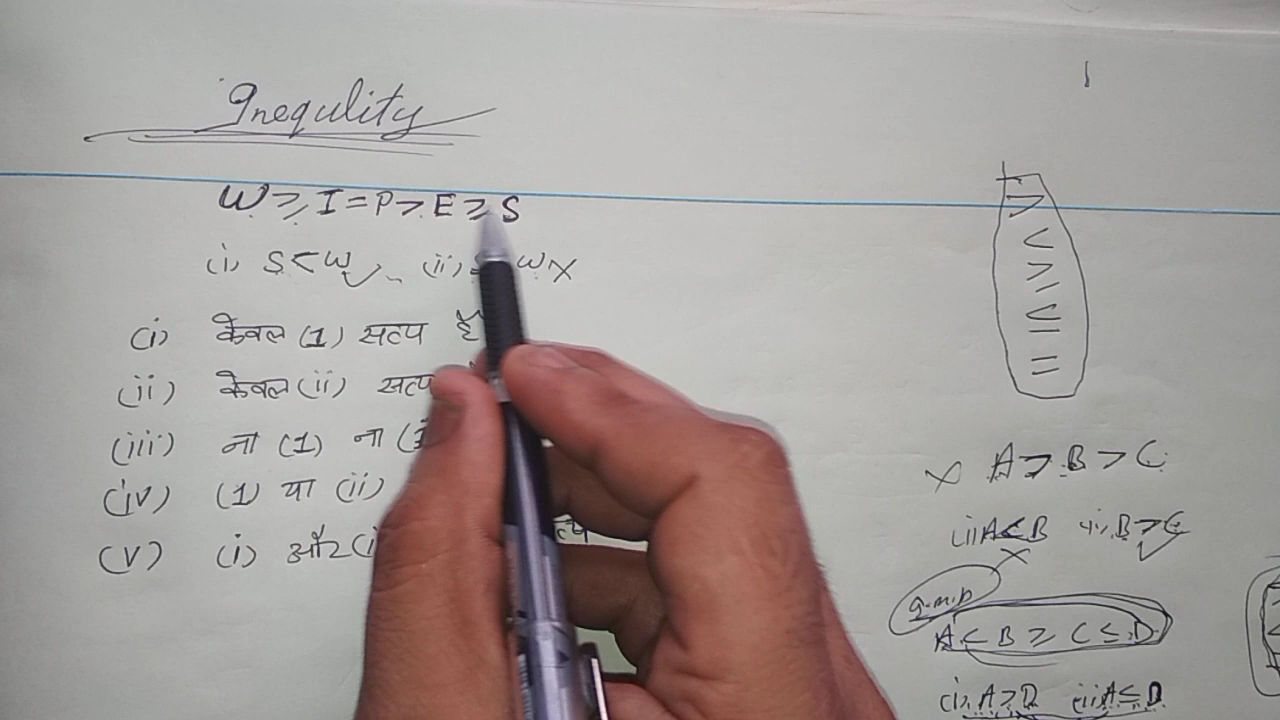 Inequlity
W ≥ I = P > E ≥ S
(i) S < W ✓ (ii) W ×
(i) केवल (1) सत्य है
(ii) केवल (ii) सत्य
(iii) ना (1) ना
(iv) (1) या (ii)
(v) (i) और
>
<
≥
≤
=
× A > B > C
(i) A < B (ii) B > C
×
A < B ≥ C ≤ D
(i) A > D (ii) A ≤ D